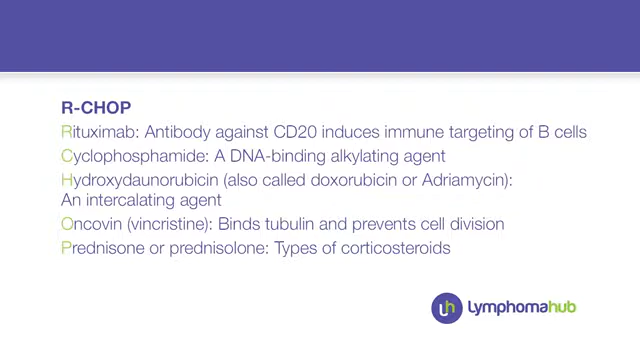 R-CHOP
Rituximab: Antibody against CD20 induces immune targeting of B cells
Cyclophosphamide: A DNA-binding alkylating agent
Hydroxydaunorubicin (also called doxorubicin or Adriamycin):
An intercalating agent
Oncovin (vincristine): Binds tubulin and prevents cell division
Prednisone or prednisolone: Types of corticosteroids
lh Lymphomahub